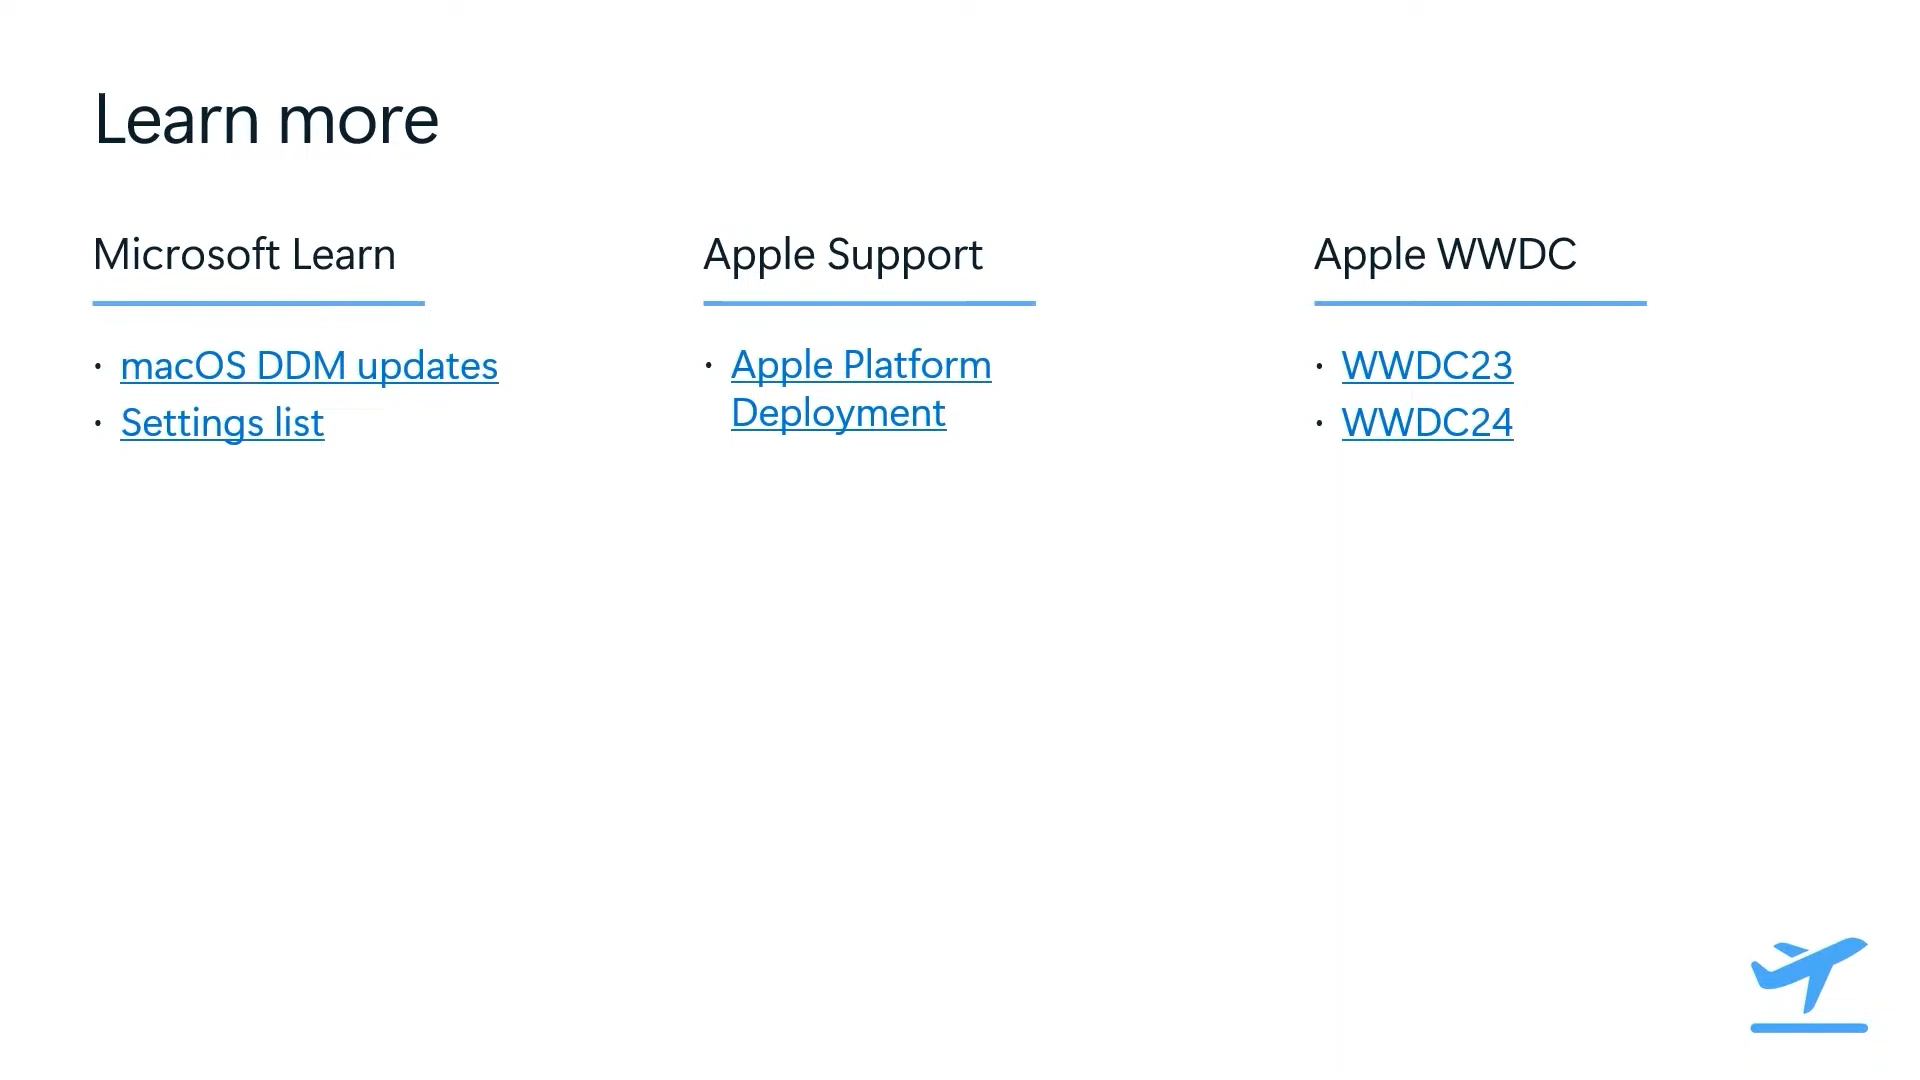 Learn more
Microsoft Learn
• macOS DDM updates
• Settings list
Apple Support
• Apple Platform
Deployment
Apple WWDC
• WWDC23
• WWDC24